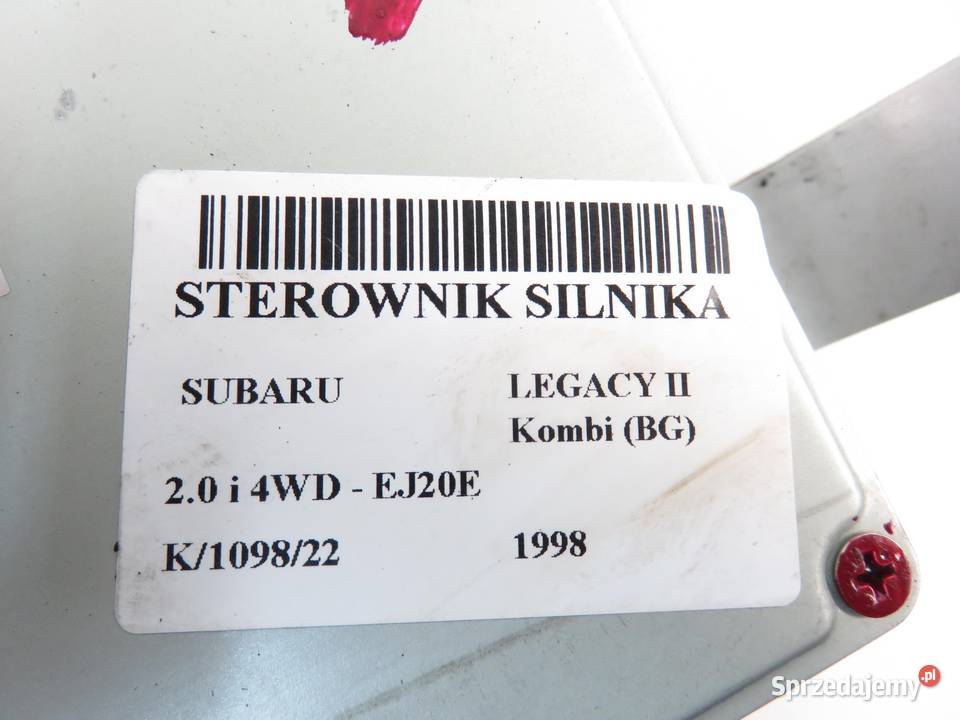 STEROWNIK SILNIKA
SUBARU
LEGACY II
Kombi (BG)
2.0 i 4WD - EJ20E
K/1098/22
1998
Sprzedajemy.pl